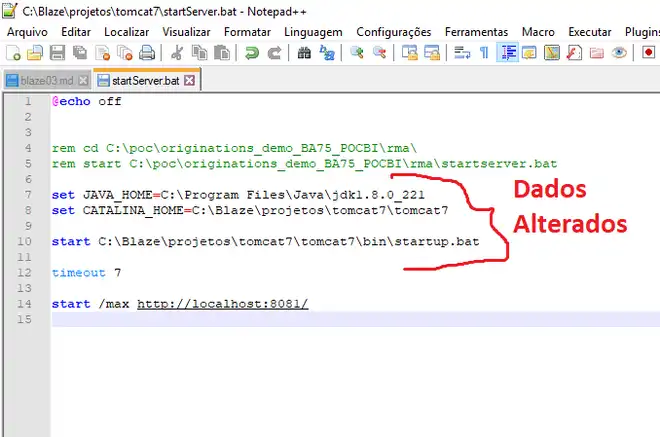 C:\Blaze\projetos\tomcat7\startServer.bat - Notepad++
Arquivo Editar Localizar Visualizar Formatar Linguagem Configurações Ferramentas Macro Executar Plugins
blaze03.md startServer.bat
1 @echo off
2
3
4 rem cd C:\poc\originations_demo_BA75_POCBI\rma\
5 rem start C:\poc\originations_demo_BA75_POCBI\rma\startserver.bat
6
7 set JAVA_HOME=C:\Program Files\Java\jdk1.8.0_221
8 set CATALINA_HOME=C:\Blaze\projetos\tomcat7\tomcat7
9
10 start C:\Blaze\projetos\tomcat7\tomcat7\bin\startup.bat
11
12 timeout 7
13
14 start /max http://localhost:8081/
15
Dados
Alterados